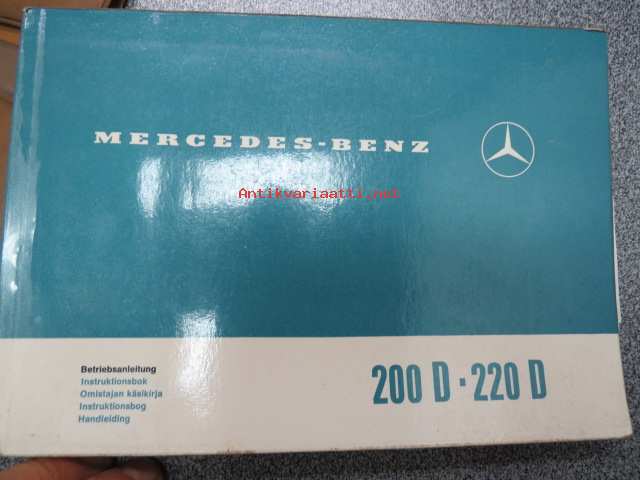 MERCEDES-BENZ
Antikvariaatti.net
Betriebsanleitung
Instruktionsbok
Omistajan käsikirja
Instruktionsbog
Handleiding
200 D · 220 D